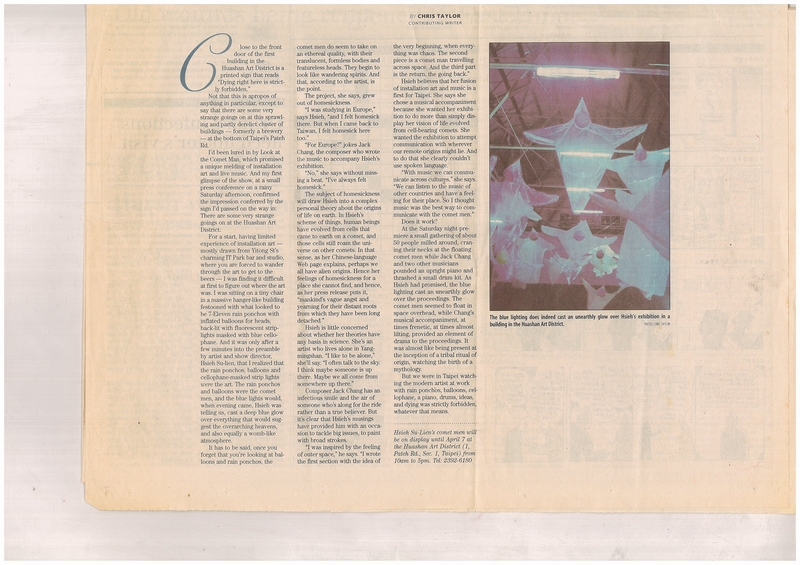 BY CHRIS TAYLOR
CONTRIBUTING WRITER
Close to the front
door of the first
building in the
Huashan Art District is a
printed sign that reads
"Dying right here is strict-
ly forbidden."
Not that this is apropos of
anything in particular, except to
say that there are some very
strange goings on at this sprawl-
ing and partly derelict cluster of
buildings — formerly a brewery
— at the bottom of Taipei's Pateh
Rd.
I'd been lured in by Look at
the Comet Man, which promised
a unique melding of installation
art and live music. And my first
glimpse of the show, at a small
press conference on a rainy
Saturday afternoon, confirmed
the impression conferred by the
sign I'd passed on the way in:
There are some very strange
goings on at the Huashan Art
District.
For a start, having limited
experience of installation art —
mostly drawn from Yitong St's
charming IT Park bar and studio,
where you are forced to wander
through the art to get to the
beers — I was finding it difficult
at first to figure out where the art
was. I was sitting on a tiny chair
in a massive hanger-like building
festooned with what looked to
be 7-Eleven rain ponchos with
inflated balloons for heads,
back-lit with fluorescent strip-
lights masked with blue cello-
phane. And it was only after a
few minutes into the preamble
by artist and show director,
Hsieh Su-lien, that I realized that
the rain ponchos, balloons and
cellophane-masked strip lights
were the art. The rain ponchos
and balloons were the comet
men, and the blue lights would,
when evening came, Hsieh was
telling us, cast a deep blue glow
over everything that would sug-
gest the overarching heavens,
and also equally a womb-like
atmosphere.
It has to be said, once you
forget that you're looking at bal-
loons and rain ponchos, the
comet men do seem to take on
an ethereal quality, with their
translucent, formless bodies and
featureless heads. They begin to
look like wandering spirits. And
that, according to the artist, is
the point.
The project, she says, grew
out of homesickness.
"I was studying in Europe,"
says Hsieh, "and I felt homesick
there. But when I came back to
Taiwan, I felt homesick here
too."
"For Europe?" jokes Jack
Chang, the composer who wrote
the music to accompany Hsieh's
exhibition.
"No," she says without miss-
ing a beat, "I've always felt
homesick."
The subject of homesickness
will draw Hsieh into a complex
personal theory about the origins
of life on earth. In Hsieh's
scheme of things, human beings
have evolved from cells that
came to earth on a comet, and
those cells still roam the uni-
verse on other comets. In that
sense, as her Chinese-language
Web page explains, perhaps we
all have alien origins. Hence her
feelings of homesickness for a
place she cannot find, and hence,
as her press release puts it,
"mankind's vague angst and
yearning for their distant roots
from which they have been long
detached."
Hsieh is little concerned
about whether her theories have
any basis in science. She's an
artist who lives alone in Yang-
mingshan. "I like to be alone,"
she'll say. "I often talk to the sky.
I think maybe someone is up
there. Maybe we all come from
somewhere up there."
Composer Jack Chang has an
infectious smile and the air of
someone who's along for the ride
rather than a true believer. But
it's clear that Hsieh's musings
have provided him with an occa-
sion to tackle big issues, to paint
with broad strokes.
"I was inspired by the feeling
of outer space," he says. "I wrote
the first section with the idea of
the very beginning, when every-
thing was chaos. The second
piece is a comet man travelling
across space. And the third part
is the return, the going back."
Hsieh believes that her fusion
of installation art and music is a
first for Taipei. She says she
chose a musical accompaniment
because she wanted her exhib-
ition to do more than simply dis-
play her vision of life evolved
from cell-bearing comets. She
wanted the exhibition to attempt
communication with wherever
our remote origins might lie. And
to do that she clearly couldn't
use spoken language.
"With music we can commu-
nicate across cultures," she says.
"We can listen to the music of
other countries and have a feel-
ing for their place. So I thought
music was the best way to com-
municate with the comet men."
Does it work?
At the Saturday night pre-
miere a small gathering of about
50 people milled around, cran-
ing their necks at the floating
comet men while Jack Chang
and two other musicians
pounded an upright piano and
thrashed a small drum kit. As
Hsieh had promised, the blue
lighting cast an unearthly glow
over the proceedings. The
comet men seemed to float in
space overhead, while Chang's
musical accompaniment, at
times frenetic, at times almost
lilting, provided an element of
drama to the proceedings. It
was almost like being present at
the inception of a tribal ritual of
origin, watching the birth of a
mythology.
But we were in Taipei watch-
ing the modern artist at work
with rain ponchos, balloons, cel-
lophane, a piano, drums, ideas,
and dying was strictly forbidden,
whatever that means.
Hsieh Su-Lien's comet men will
be on display until April 7 at
the Huashan Art District (1,
Pateh Rd., Sec. 1, Taipei) from
10am to 5pm. Tel: 2392-6180
The blue lighting does indeed cast an unearthly glow over Hsieh's exhibition in a
building in the Huashan Art District.